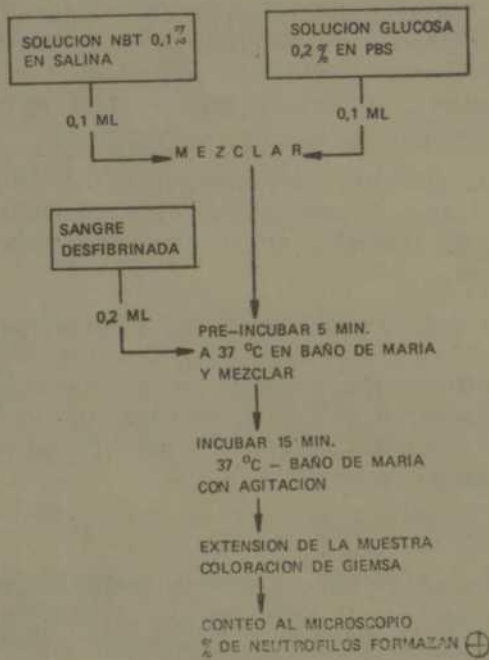 SOLUCION NBT 0,1 %
EN SALINA
SOLUCION GLUCOSA
0,2 % EN PBS
0,1 ML
0,1 ML
MEZCLAR
SANGRE
DESFIBRINADA
0,2 ML
PRE-INCUBAR 5 MIN.
A 37 ºC EN BAÑO DE MARIA
Y MEZCLAR
INCUBAR 15 MIN.
37 ºC - BAÑO DE MARIA
CON AGITACION
EXTENSION DE LA MUESTRA
COLORACION DE GIEMSA
CONTEO AL MICROSCOPIO
% DE NEUTROFILOS FORMAZAN ⊕